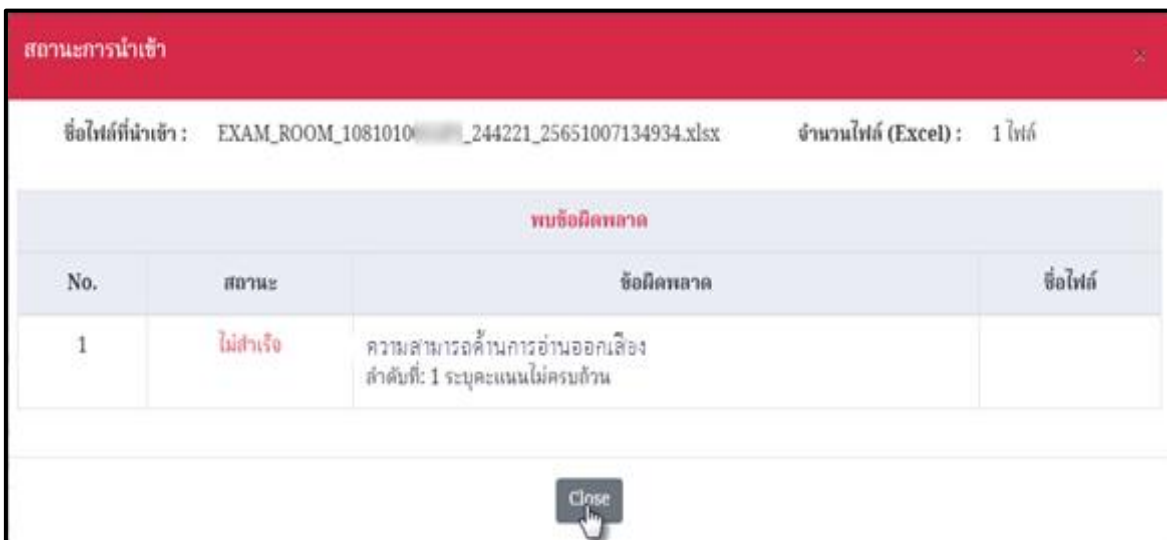 สถานะการนำเข้า ×
ชื่อไฟล์ที่นำเข้า : EXAM_ROOM_10810100 _244221_25651007134934.xlsx จำนวนไฟล์ (Excel) : 1 ไฟล์
พบข้อผิดพลาด
No. สถานะ ข้อผิดพลาด ชื่อไฟล์
1 ไม่สำเร็จ ความสามารถด้านการอ่านออกเสียง
ลำดับที่: 1 ระบุคะแนนไม่ครบถ้วน
Close